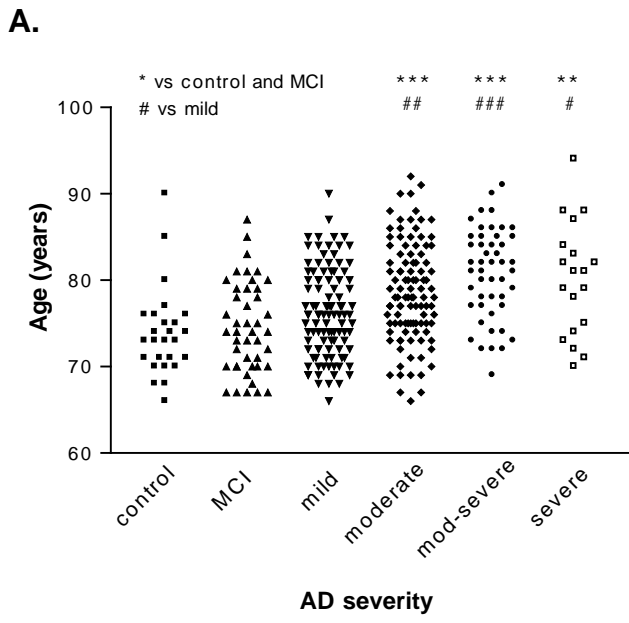 A.
* vs control and MCI
# vs mild
*** *** **
## ### #
100
90
80
70
60
Age (years)
control MCI mild moderate mod-severe severe
AD severity